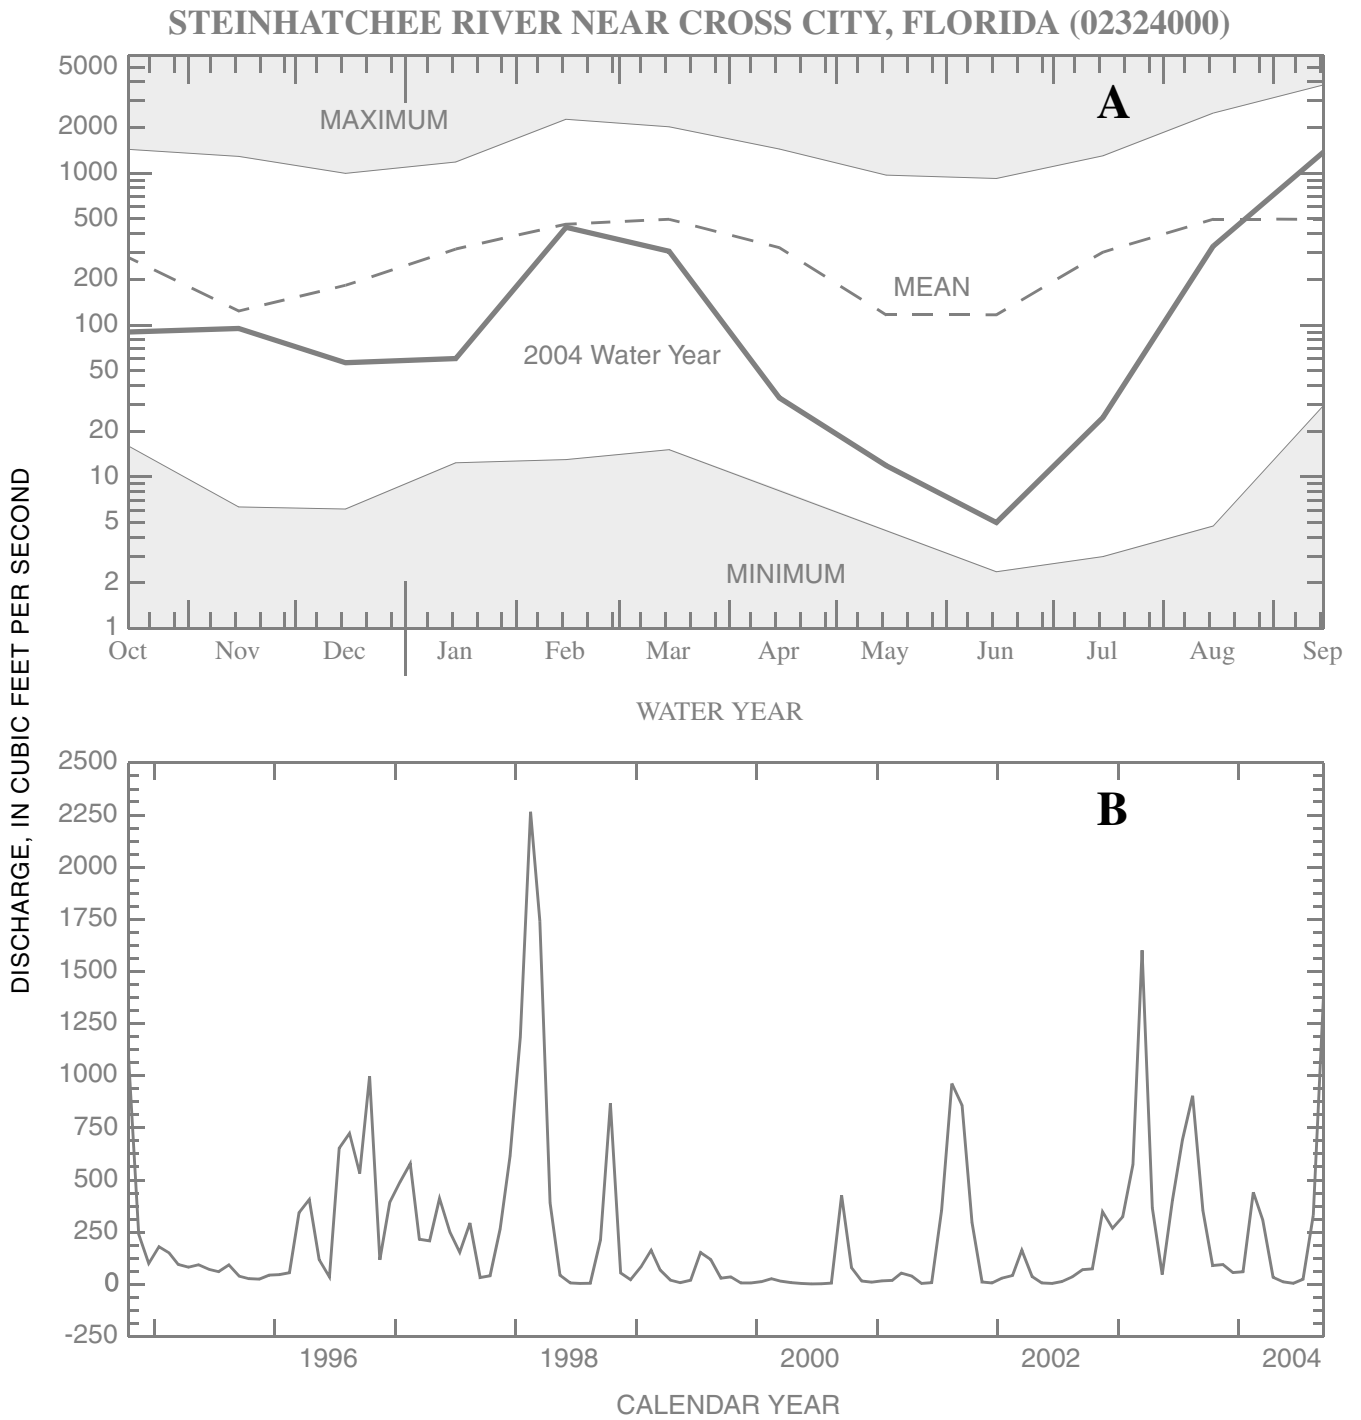 STEINHATCHEE RIVER NEAR CROSS CITY, FLORIDA (02324000)
A
5000
2000
1000
500
200
100
50
20
10
5
2
1
MAXIMUM
MEAN
2024 Water Year
MINIMUM
Oct Nov Dec Jan Feb Mar Apr May Jun Jul Aug Sep
WATER YEAR
DISCHARGE, IN CUBIC FEET PER SECOND
B
2500
2250
2000
1750
1500
1250
1000
750
500
250
0
-250
1996 1998 2000 2002 2004
CALENDAR YEAR